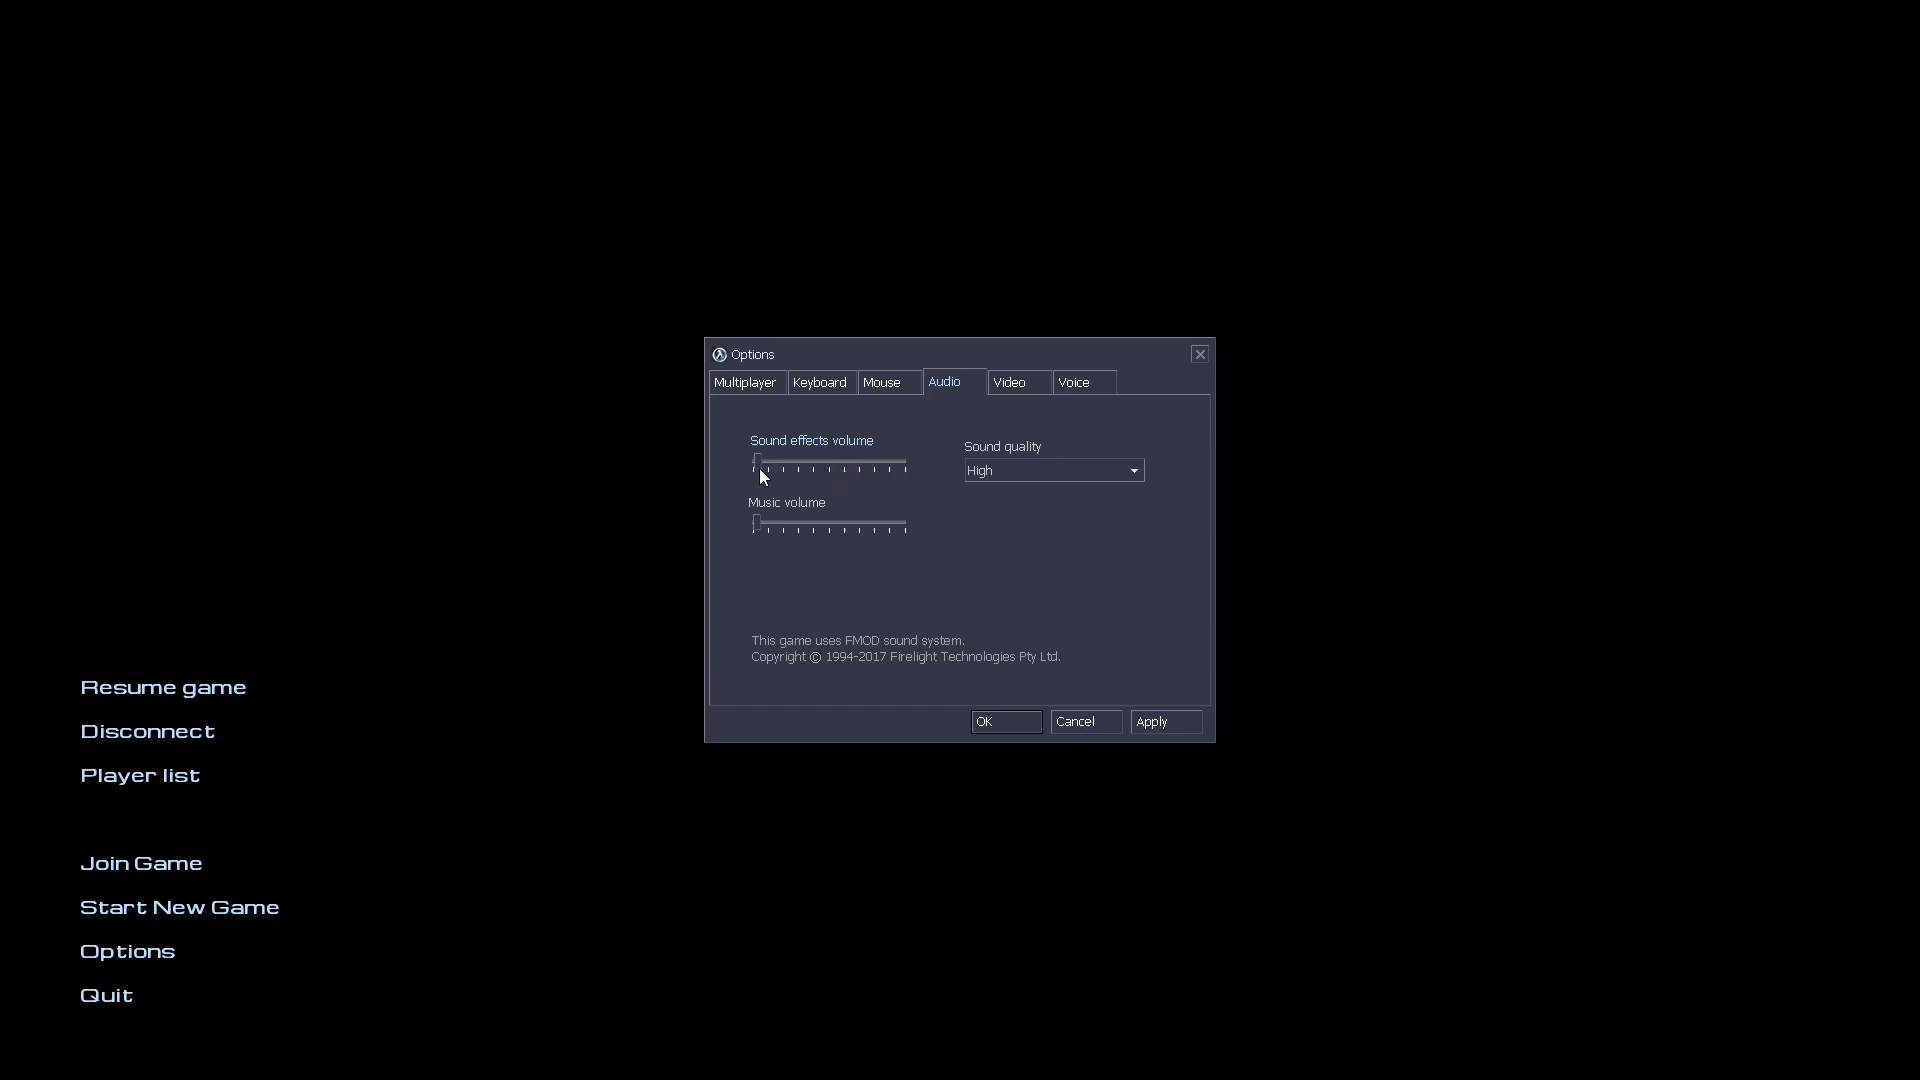 Options
Multiplayer Keyboard Mouse Audio Video Voice
Sound effects volume
Sound quality
High
Music volume
This game uses FMOD sound system.
Copyright © 1994-2017 Firelight Technologies Pty Ltd.
OK Cancel Apply
Resume game
Disconnect
Player list
Join Game
Start New Game
Options
Quit